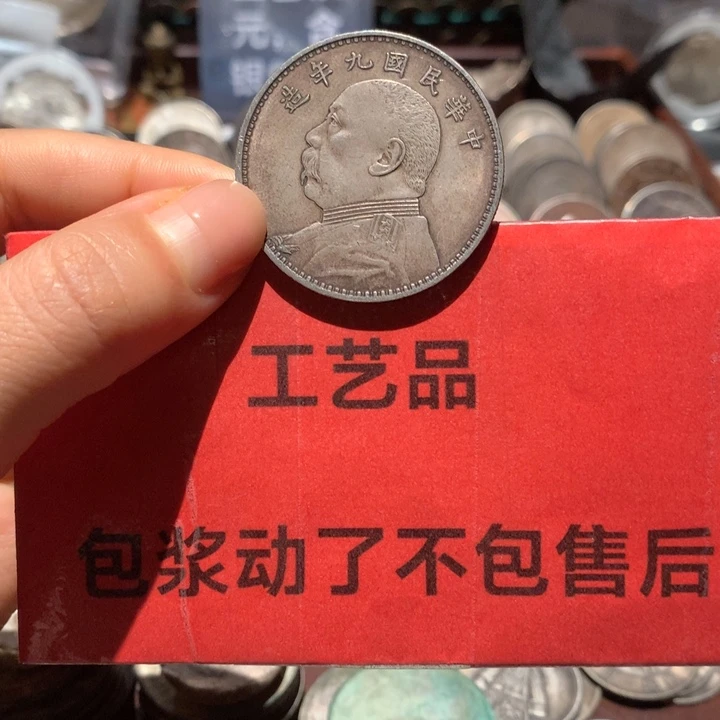 中華民國九年造
工艺品
包浆动了不包售后